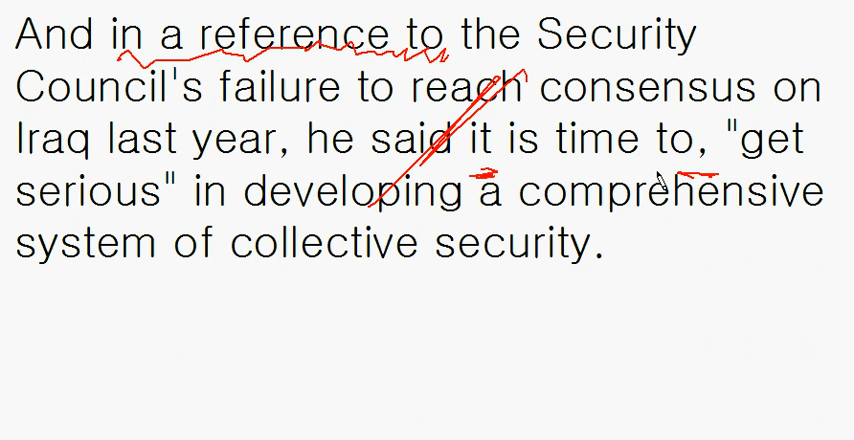 And in a reference to the Security
Council's failure to reach consensus on
Iraq last year, he said it is time to, "get
serious" in developing a comprehensive
system of collective security.